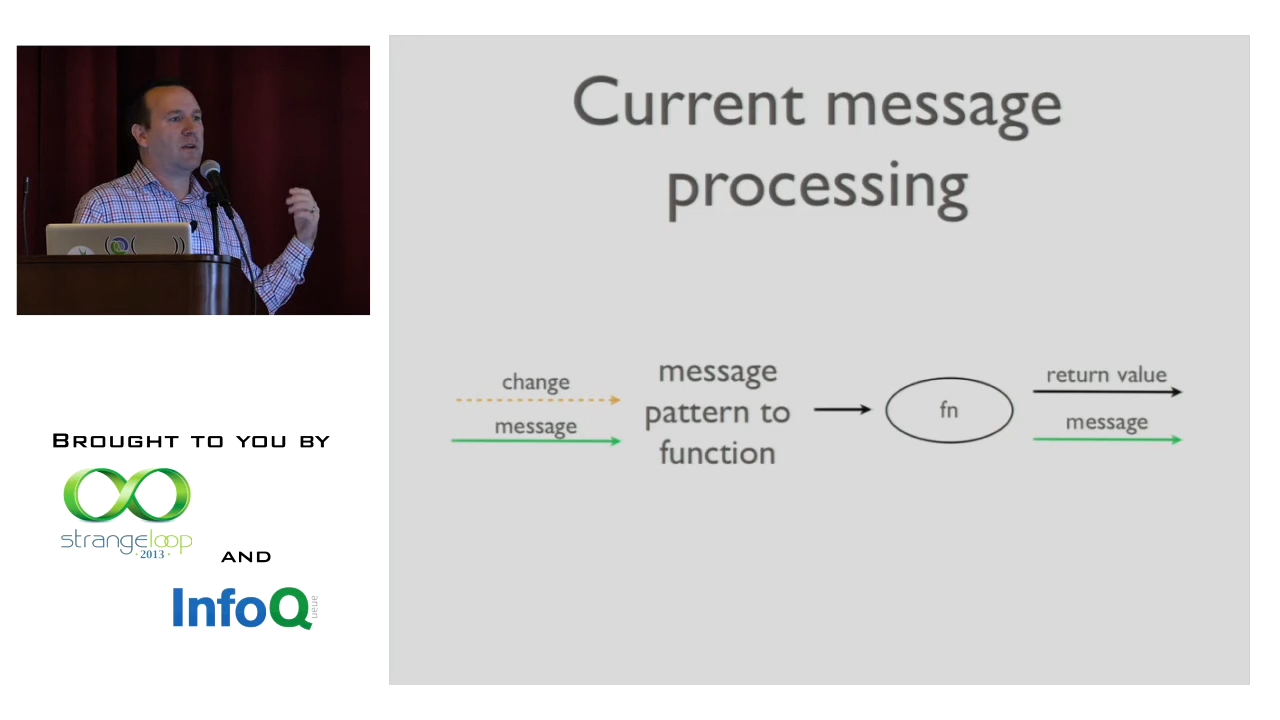 Current message
processing
change
message
message
pattern to
function
fn
return value
message
BROUGHT TO YOU BY
strangeloop
· 2013 ·
AND
InfoQ